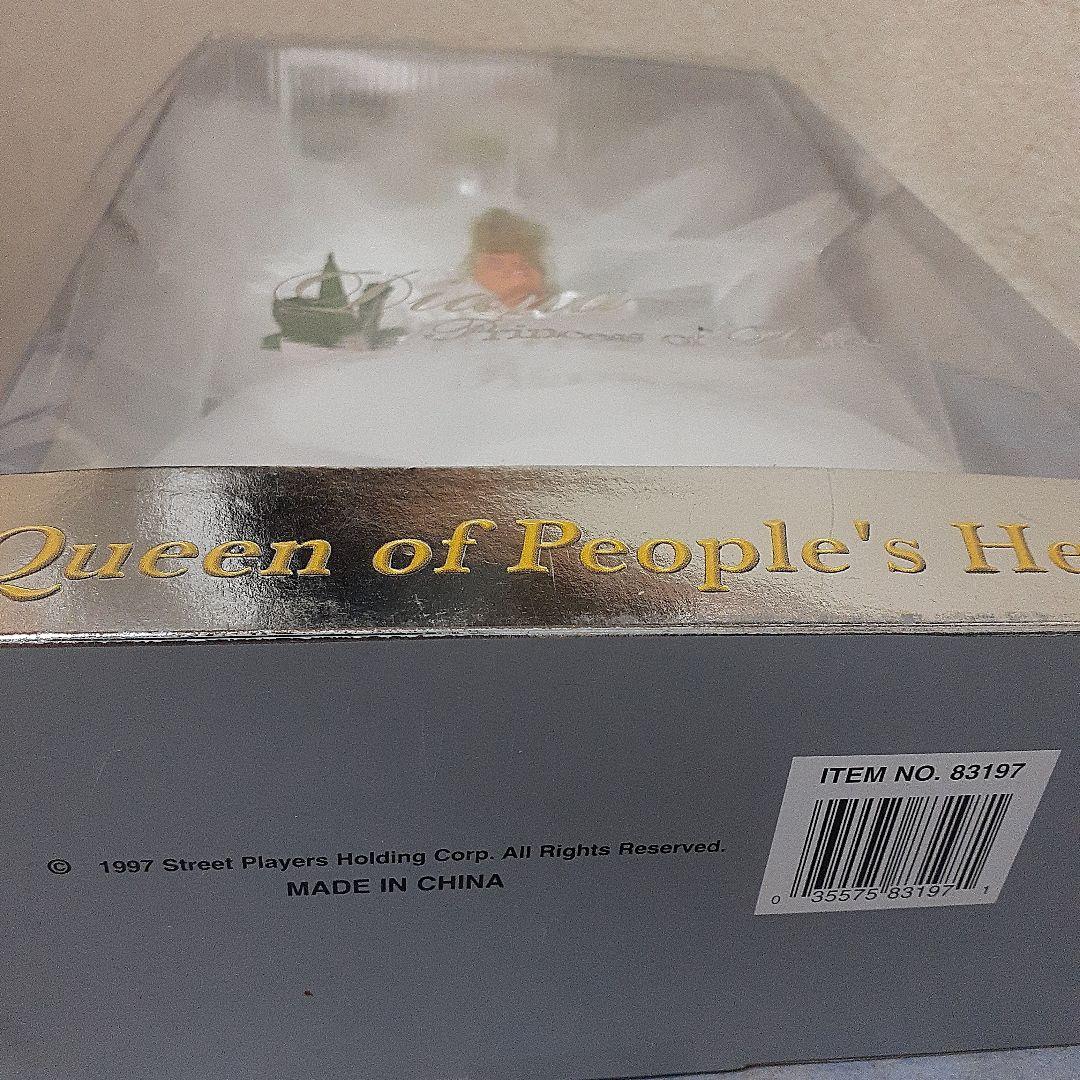 Diana
Princess of
Queen of People's He
ITEM NO. 83197
0 35575 83197 1
© 1997 Street Players Holding Corp. All Rights Reserved.
MADE IN CHINA